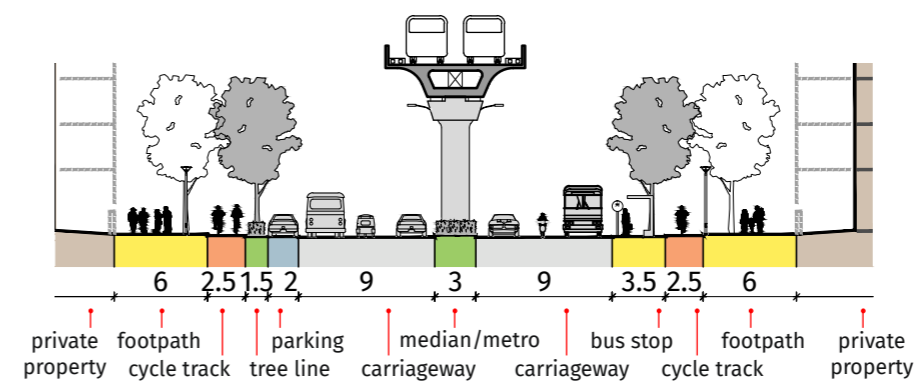 6 2.5 1.5 2 9 3 9 3.5 2.5 6
private property
footpath
cycle track
tree line
parking
carriageway
median/metro
carriageway
bus stop
cycle track
footpath
private property